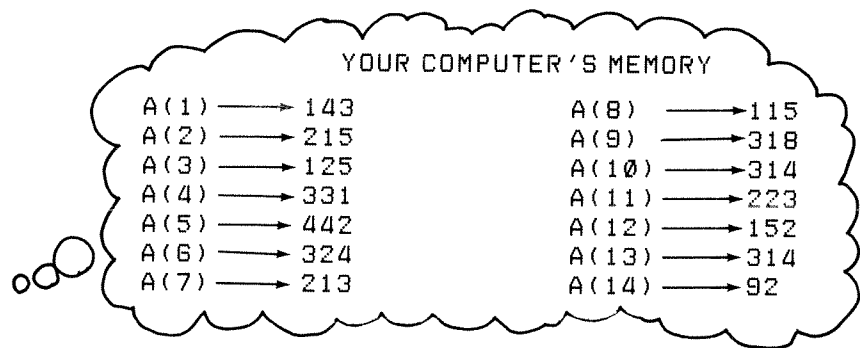 YOUR COMPUTER'S MEMORY
A(1) → 143
A(2) → 215
A(3) → 125
A(4) → 331
A(5) → 442
A(6) → 324
A(7) → 213
A(8) → 115
A(9) → 318
A(10) → 314
A(11) → 223
A(12) → 152
A(13) → 314
A(14) → 92